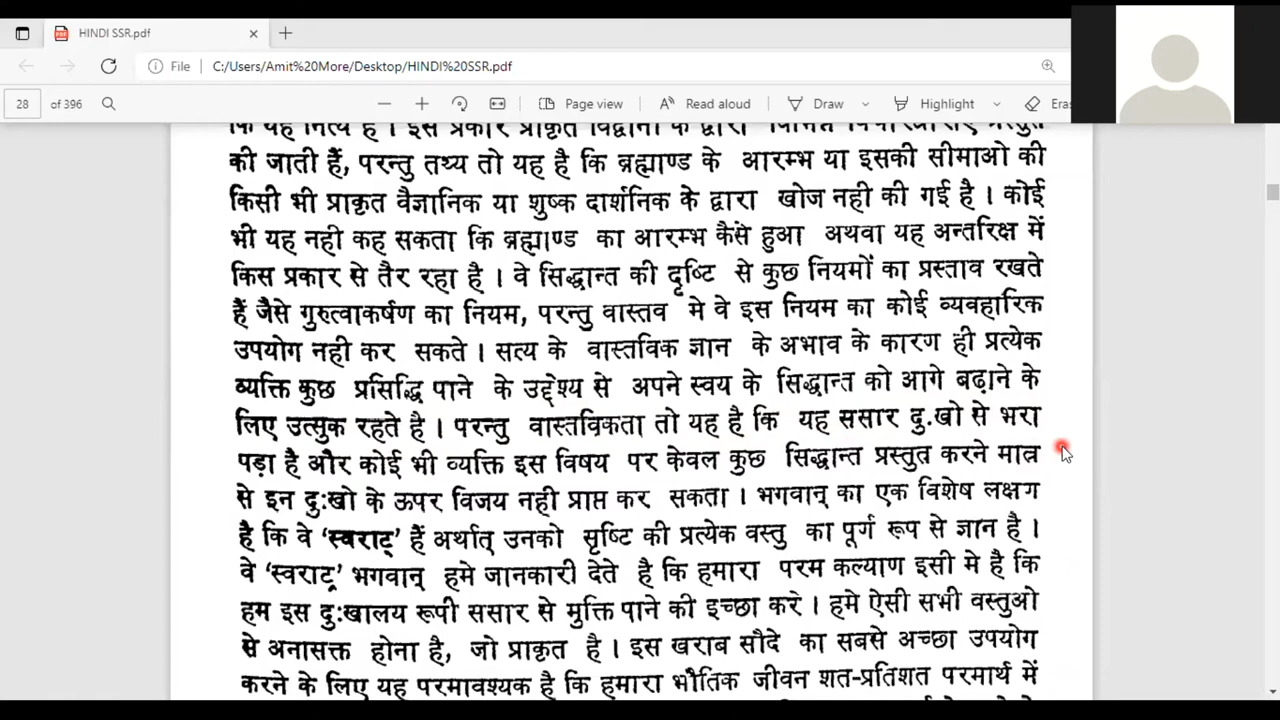 HINDI SSR.pdf
File C:/Users/Amit%20More/Desktop/HINDI%20SSR.pdf
28 of 396 Page view Read aloud Draw Highlight Eras
कि यह नित्य है । इस प्रकार प्राकृत विद्वानो के द्वारा विभिन्न विचारधाराएँ प्रस्तुत
की जाती हैं, परन्तु तथ्य तो यह है कि ब्रह्माण्ड के आरम्भ या इसकी सीमाओ की
किसी भी प्राकृत वैज्ञानिक या शुष्क दार्शनिक के द्वारा खोज नही की गई है । कोई
भी यह नही कह सकता कि ब्रह्माण्ड का आरम्भ कैसे हुआ अथवा यह अन्तरिक्ष में
किस प्रकार से तैर रहा है । वे सिद्धान्त की दृष्टि से कुछ नियमों का प्रस्ताव रखते
हैं जैसे गुरुत्वाकर्षण का नियम, परन्तु वास्तव मे वे इस नियम का कोई व्यवहारिक
उपयोग नही कर सकते । सत्य के वास्तविक ज्ञान के अभाव के कारण ही प्रत्येक
व्यक्ति कुछ प्रसिद्धि पाने के उद्देश्य से अपने स्वय के सिद्धान्त को आगे बढ़ाने के
लिए उत्सुक रहते है । परन्तु वास्तविकता तो यह है कि यह ससार दु.खो से भरा
पड़ा है और कोई भी व्यक्ति इस विषय पर केवल कुछ सिद्धान्त प्रस्तुत करने मात्र
से इन दु:खो के ऊपर विजय नही प्राप्त कर सकता । भगवान् का एक विशेष लक्षण
है कि वे ‘स्वराट्’ हैं अर्थात् उनको सृष्टि की प्रत्येक वस्तु का पूर्ण रूप से ज्ञान है ।
वे ‘स्वराट्’ भगवान् हमे जानकारी देते है कि हमारा परम कल्याण इसी मे है कि
हम इस दु:खालय रूपी ससार से मुक्ति पाने की इच्छा करे । हमे ऐसी सभी वस्तुओ
से अनासक्त होना है, जो प्राकृत है । इस खराब सौदे का सबसे अच्छा उपयोग
करने के लिए यह परमावश्यक है कि हमारा भौतिक जीवन शत-प्रतिशत परमार्थ में